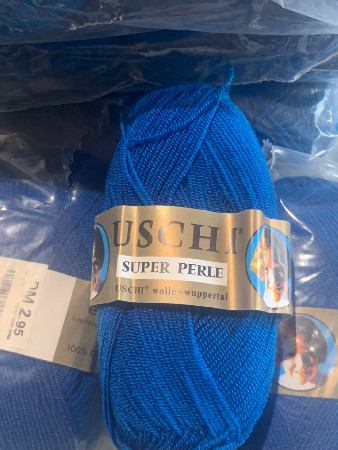 USCHI®
SUPER PERLE
USCHI® wolle-wuppertal
DM 2.95
100%